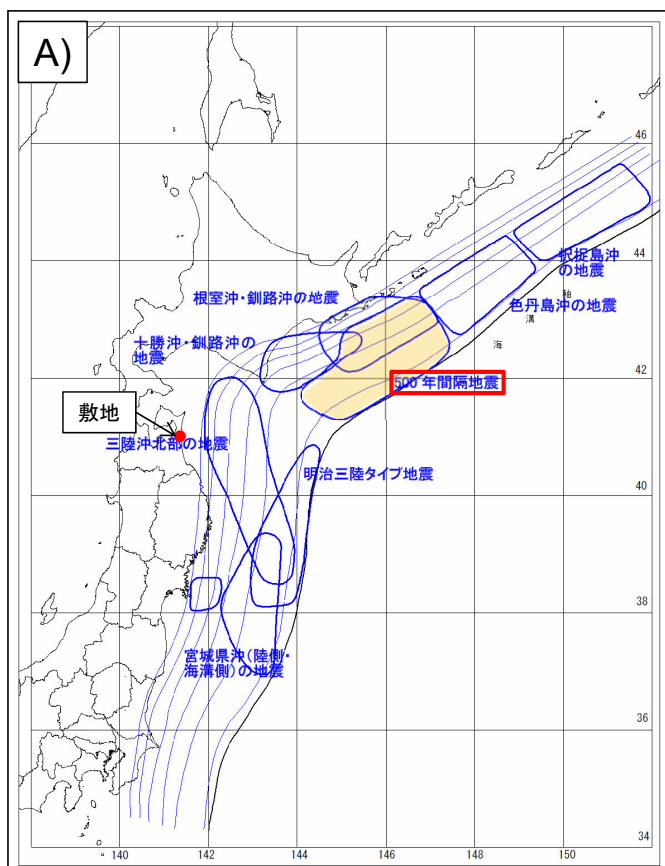 A)
46
44
択捉島沖
の地震
根室沖・釧路沖の地震
色丹島沖の地震
軸
溝
海
十勝沖・釧路沖の
地震
42
500年間隔地震
敷地
三陸沖北部の地震
明治三陸タイプ地震
40
38
宮城県沖(陸側・
海溝側)の地震
36
34
140
142
144
146
148
150